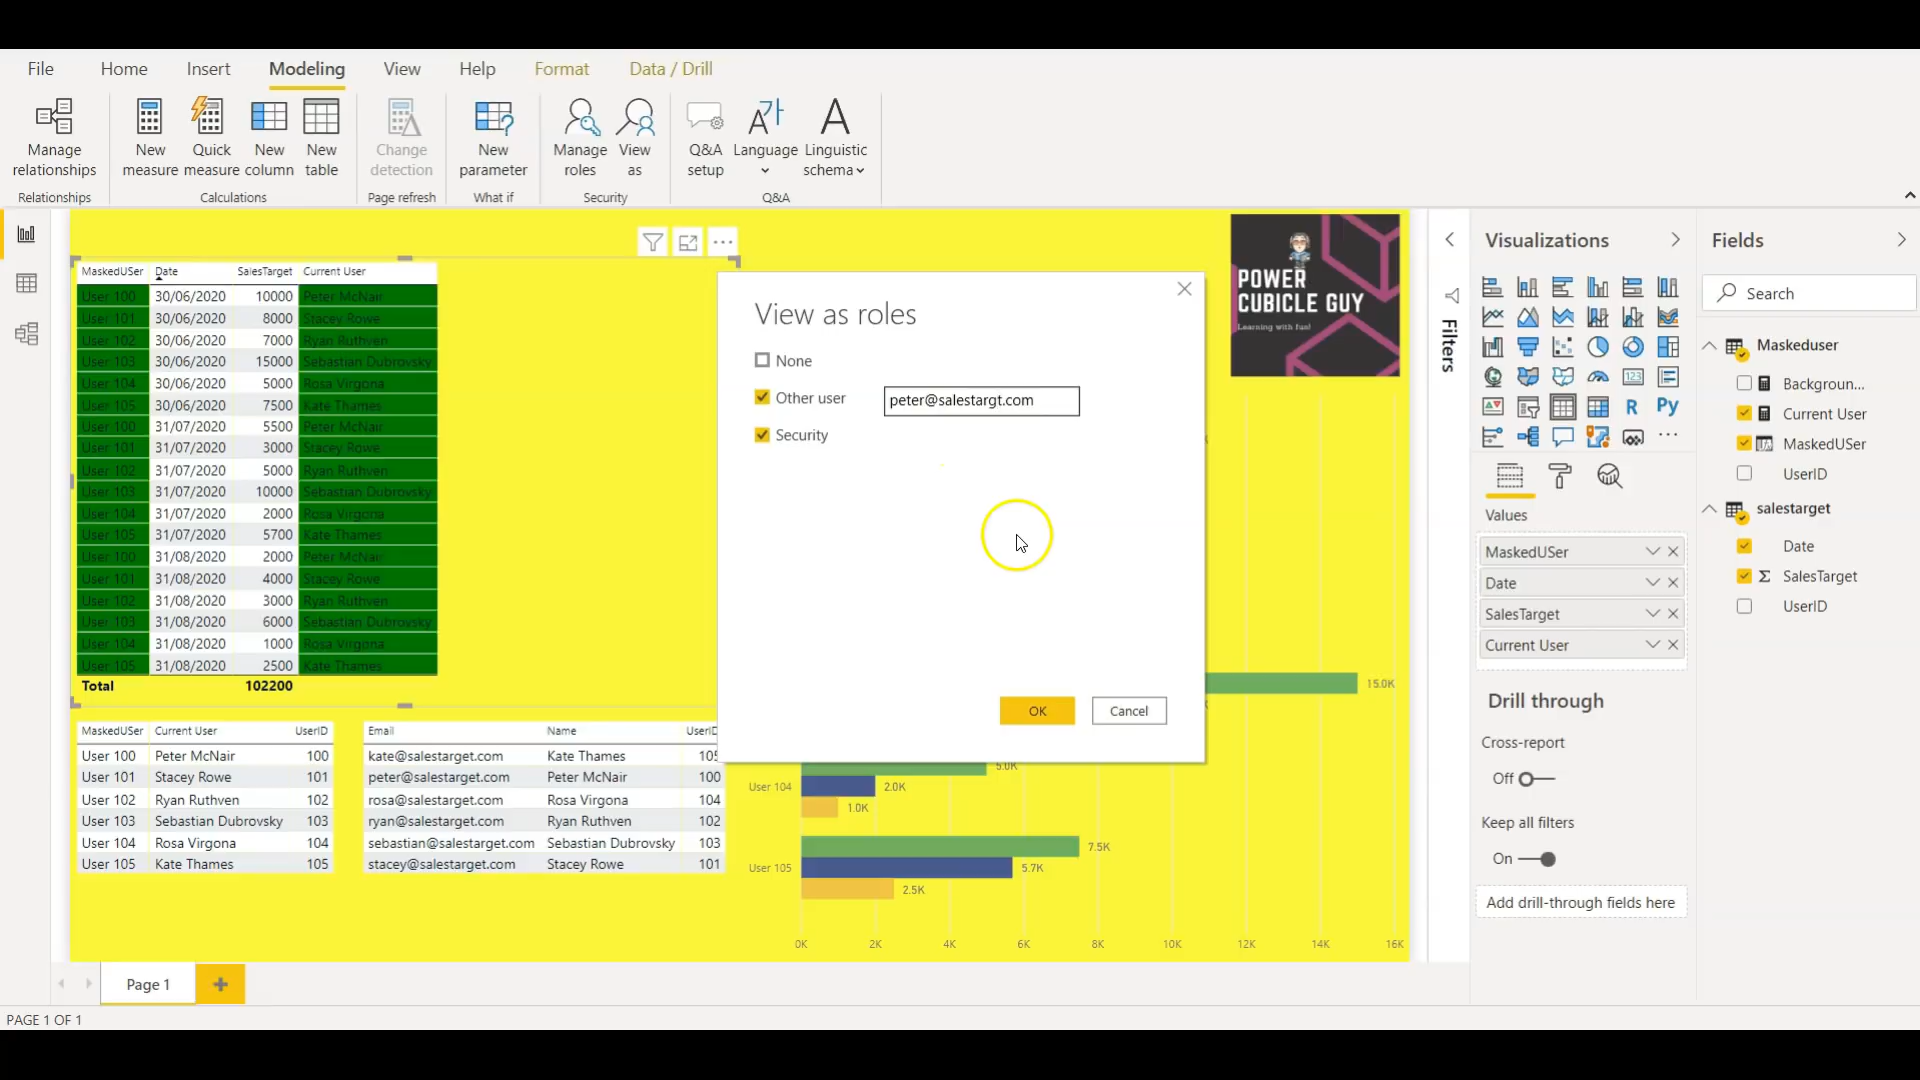 File Home Insert Modeling View Help Format Data / Drill
Manage relationships
New measure
Quick measure
New column
New table
Change detection
New parameter
Manage roles
View as
Q&A setup
Language
Linguistic schema
Relationships
Calculations
Page refresh
What if
Security
Q&A
MaskedUSer Date SalesTarget Current User
User 100 30/06/2020 10000 Peter McNair
User 101 30/06/2020 8000 Stacey Rowe
User 102 30/06/2020 7000 Ryan Ruthven
User 103 30/06/2020 15000 Sebastian Dubrovsky
User 104 30/06/2020 5000 Rosa Virgona
User 105 30/06/2020 7500 Kate Thames
User 100 31/07/2020 5500 Peter McNair
User 101 31/07/2020 3000 Stacey Rowe
User 102 31/07/2020 5000 Ryan Ruthven
User 103 31/07/2020 10000 Sebastian Dubrovsky
User 104 31/07/2020 2000 Rosa Virgona
User 105 31/07/2020 5700 Kate Thames
User 100 31/08/2020 2000 Peter McNair
User 101 31/08/2020 4000 Stacey Rowe
User 102 31/08/2020 3000 Ryan Ruthven
User 103 31/08/2020 6000 Sebastian Dubrovsky
User 104 31/08/2020 1000 Rosa Virgona
User 105 31/08/2020 2500 Kate Thames
Total 102200
MaskedUSer Current User UserID
User 100 Peter McNair 100
User 101 Stacey Rowe 101
User 102 Ryan Ruthven 102
User 103 Sebastian Dubrovsky 103
User 104 Rosa Virgona 104
User 105 Kate Thames 105
Email Name UserID
kate@salestarget.com Kate Thames 105
peter@salestarget.com Peter McNair 100
rosa@salestarget.com Rosa Virgona 104
ryan@salestarget.com Ryan Ruthven 102
sebastian@salestarget.com Sebastian Dubrovsky 103
stacey@salestarget.com Stacey Rowe 101
View as roles
None
Other user peter@salestargt.com
Security
OK Cancel
POWER
CUBICLE GUY
Learning with fun!
15.0K
5.0K
User 104 2.0K
1.0K
7.5K
User 105 5.7K
2.5K
0K 2K 4K 6K 8K 10K 12K 14K 16K
Filters
Visualizations
R Py
123
Values
MaskedUSer
Date
SalesTarget
Current User
Drill through
Cross-report
Off
Keep all filters
On
Add drill-through fields here
Fields
Search
Maskeduser
Backgroun...
Current User
MaskedUSer
UserID
salestarget
Date
Σ SalesTarget
UserID
Page 1
PAGE 1 OF 1